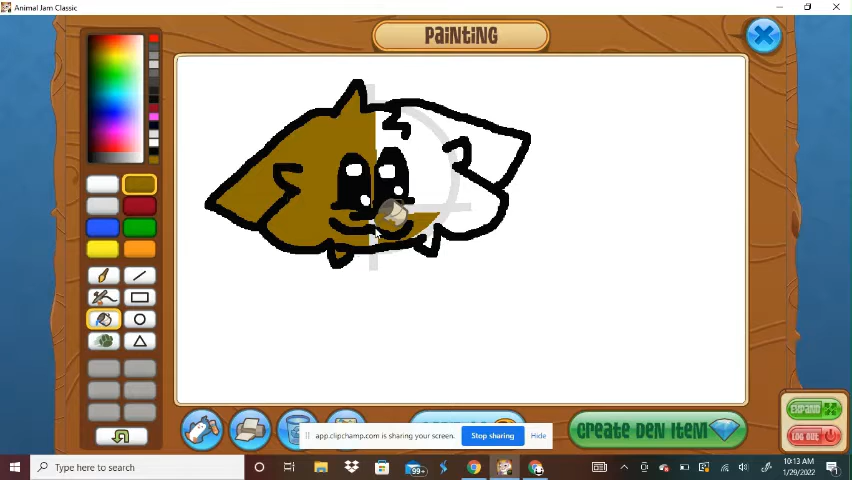 Animal Jam Classic
PAINTING
EXPAND
LOG OUT
CREATE DEN ITEM
app.clipchamp.com is sharing your screen.
Stop sharing
Hide
Type here to search
99+
10:13 AM
1/29/2022
1